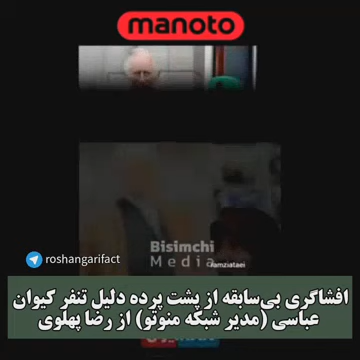 manoto
Bisimchi
Media
ramziataei
roshangarifact
افشاگری بی‌سابقه از پشت پرده دلیل تنفر کیوان
عباسی (مدیر شبکه منوتو) از رضا پهلوی